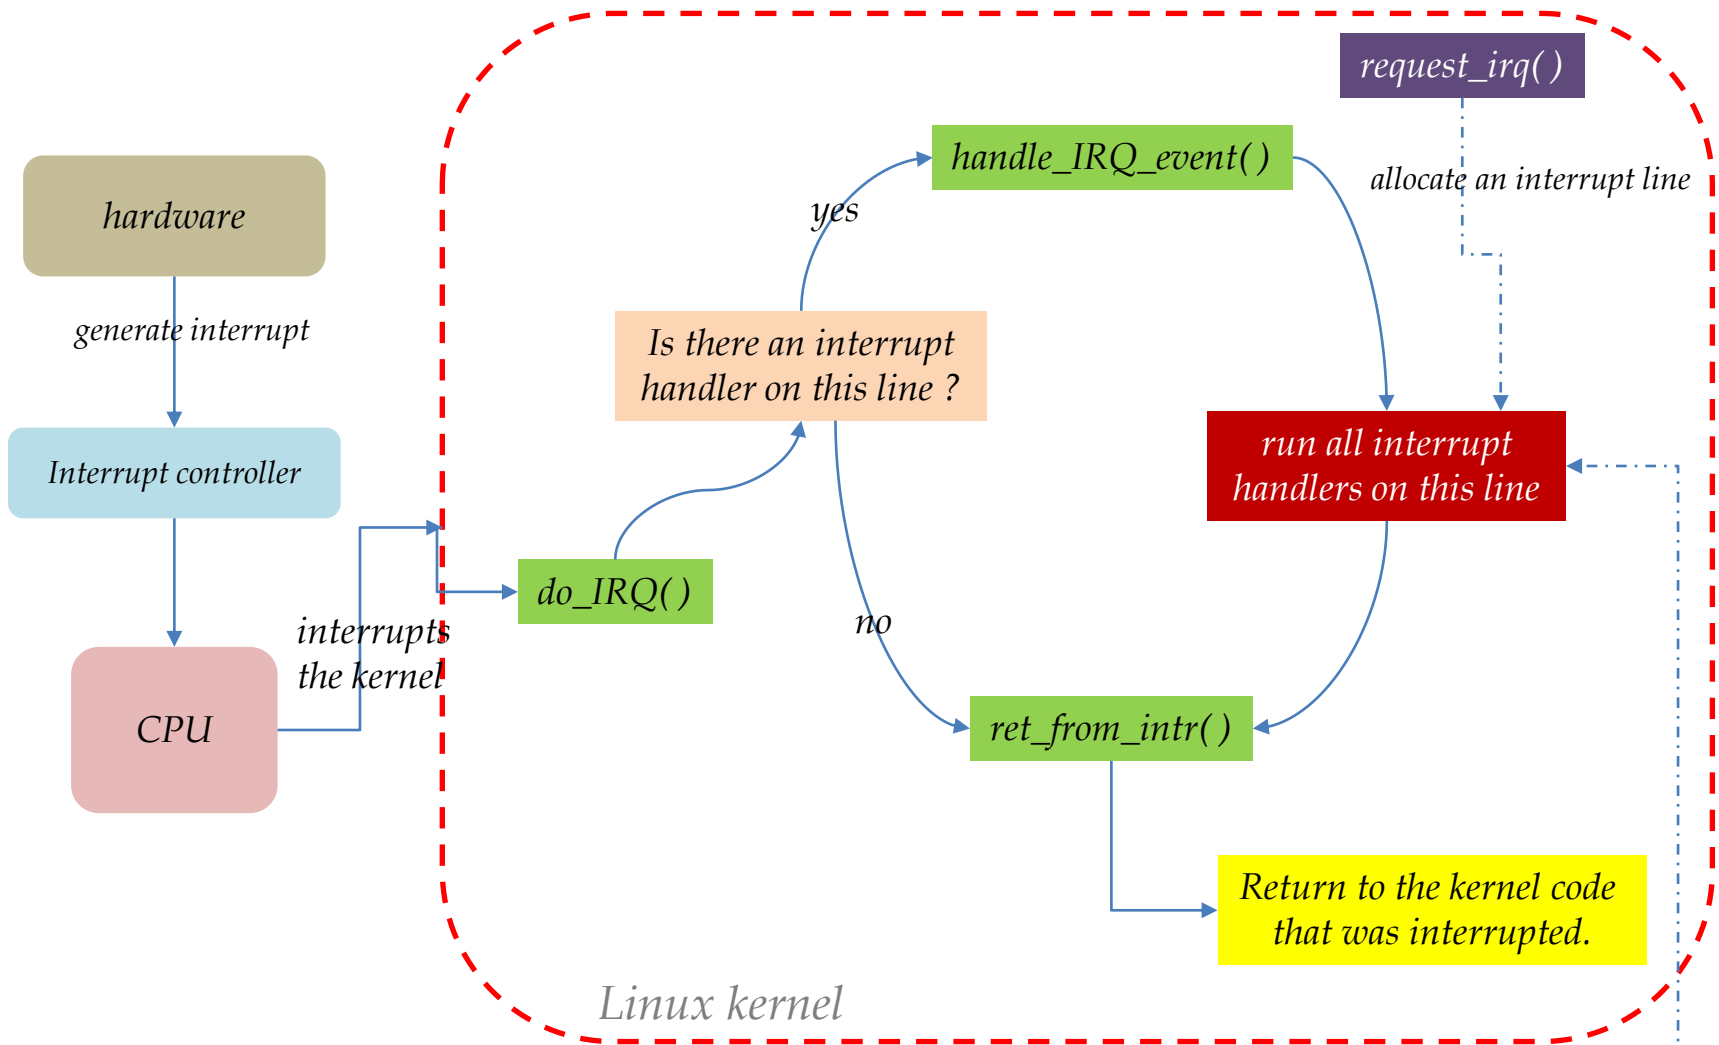 request_irq( )
handle_IRQ_event( )
allocate an interrupt line
hardware
yes
generate interrupt
Is there an interrupt
handler on this line ?
run all interrupt
handlers on this line
Interrupt controller
do_IRQ( )
interrupts
the kernel
no
CPU
ret_from_intr( )
Return to the kernel code
that was interrupted.
Linux kernel